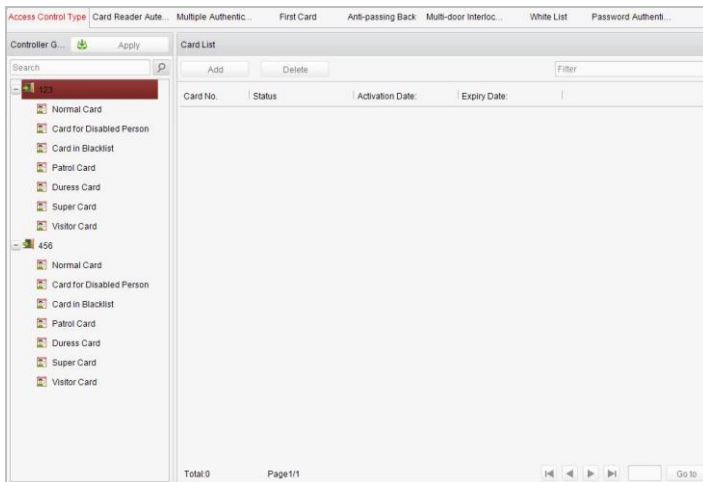 Access Control Type Card Reader Aute... Multiple Authentic... First Card Anti-passing Back Multi-door Interloc... White List Password Authenti...
Controller G... Apply
Search
123
Normal Card
Card for Disabled Person
Card in Blacklist
Patrol Card
Duress Card
Super Card
Visitor Card
456
Normal Card
Card for Disabled Person
Card in Blacklist
Patrol Card
Duress Card
Super Card
Visitor Card
Card List
Add Delete Filter
Card No. Status Activation Date: Expiry Date:
Total:0 Page1/1 Go to